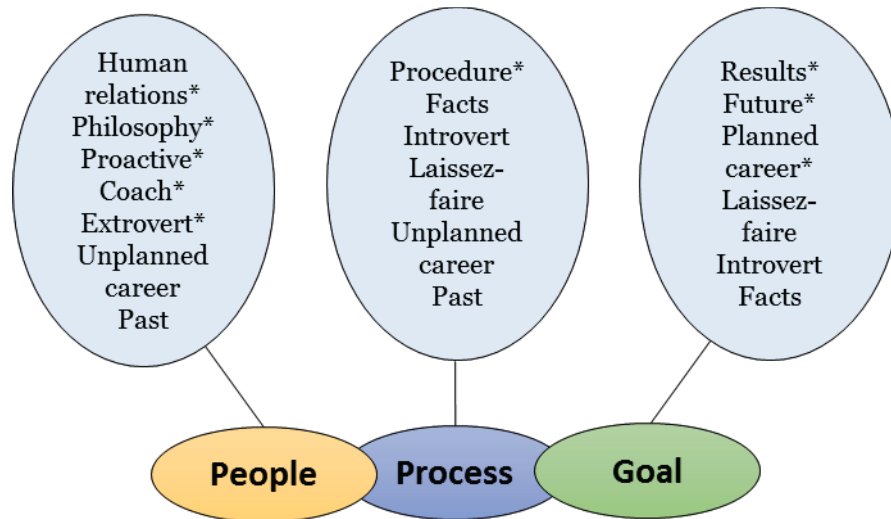 Human
relations*
Philosophy*
Proactive*
Coach*
Extrovert*
Unplanned
career
Past
Procedure*
Facts
Introvert
Laissez-
faire
Unplanned
career
Past
Results*
Future*
Planned
career*
Laissez-
faire
Introvert
Facts
People
Process
Goal